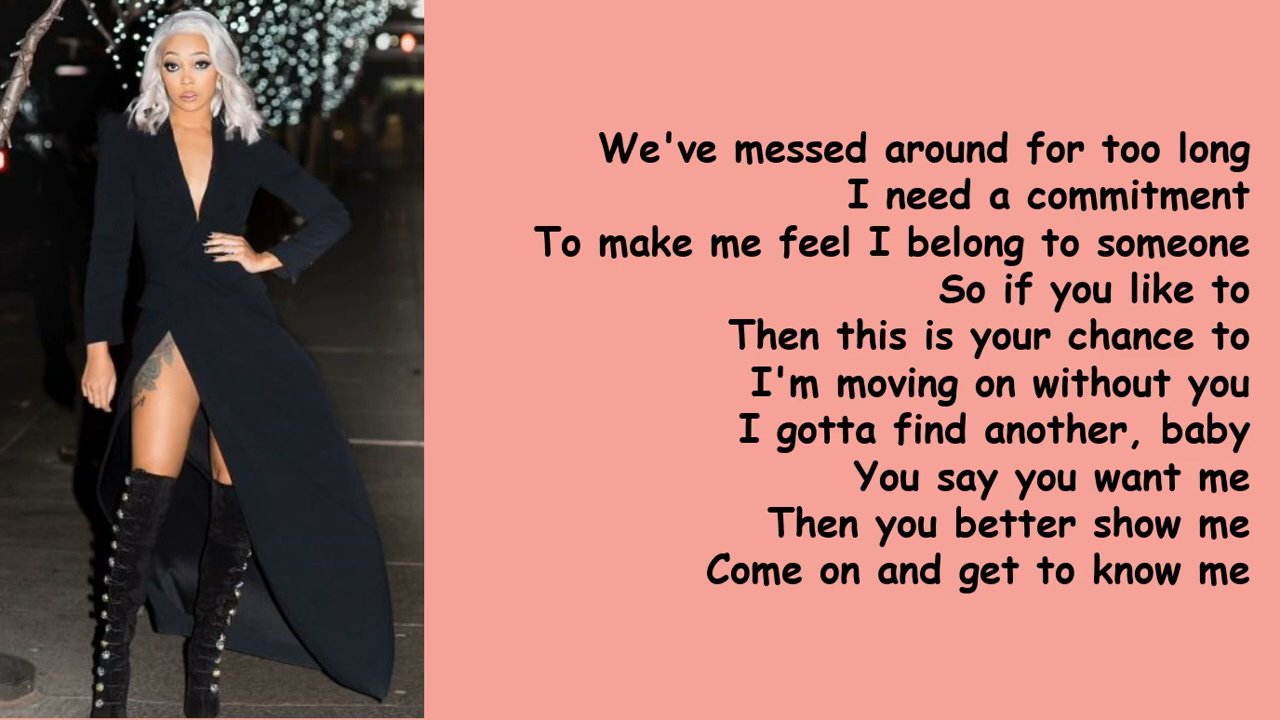 We've messed around for too long
I need a commitment
To make me feel I belong to someone
So if you like to
Then this is your chance to
I'm moving on without you
I gotta find another, baby
You say you want me
Then you better show me
Come on and get to know me